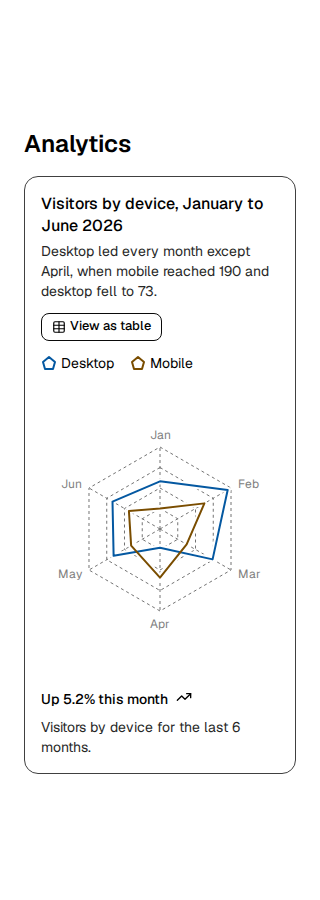 Analytics
Visitors by device, January to
June 2026
Desktop led every month except
April, when mobile reached 190 and
desktop fell to 73.
View as table
Desktop
Mobile
Jan
Jun
Feb
May
Mar
Apr
Up 5.2% this month
Visitors by device for the last 6
months.